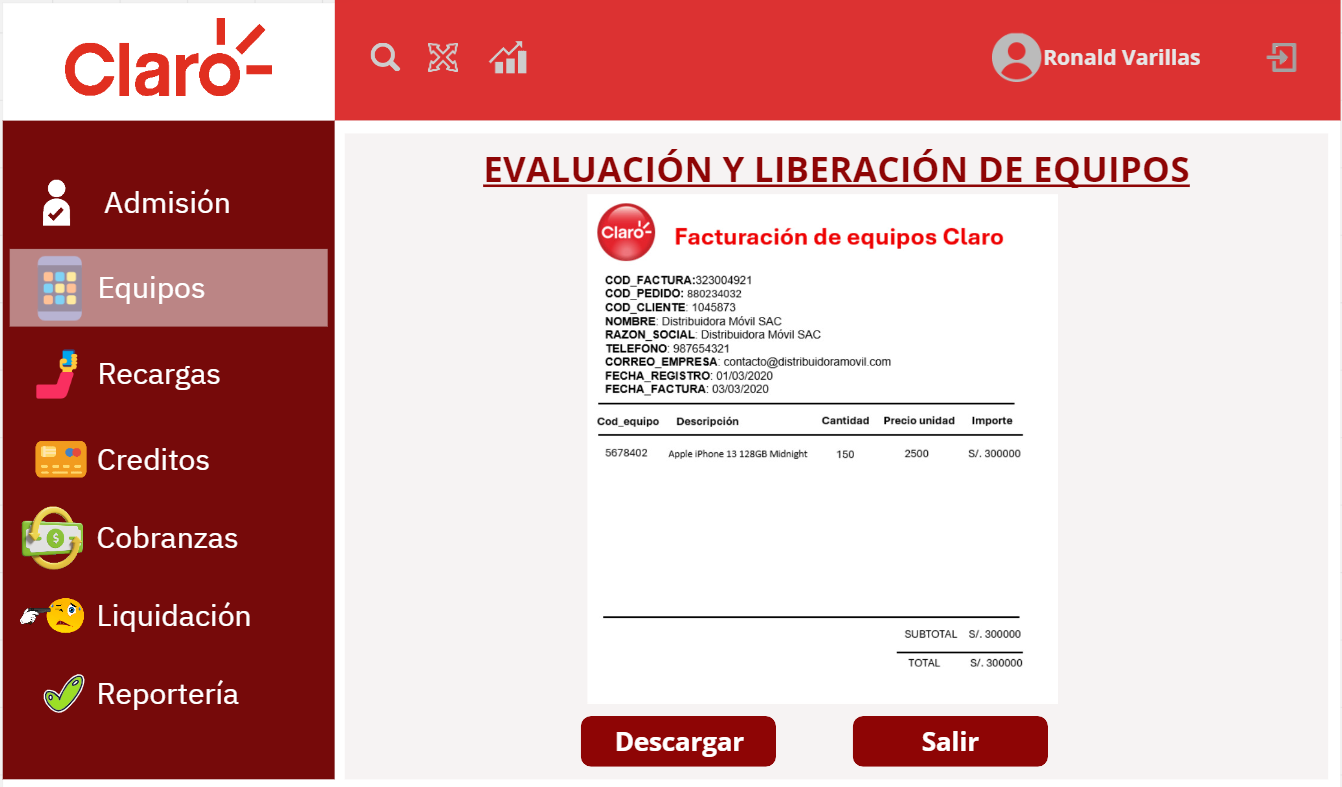 Claro
Ronald Varillas
Admisión
Equipos
Recargas
Creditos
Cobranzas
Liquidación
Reportería
EVALUACIÓN Y LIBERACIÓN DE EQUIPOS
Claro
Facturación de equipos Claro
COD_FACTURA:323004921
COD_PEDIDO: 880234032
COD_CLIENTE: 1045873
NOMBRE: Distribuidora Móvil SAC
RAZON_SOCIAL: Distribuidora Móvil SAC
TELEFONO: 987654321
CORREO_EMPRESA: contacto@distribuidoramovil.com
FECHA_REGISTRO: 01/03/2020
FECHA_FACTURA: 03/03/2020
Cod_equipo Descripción Cantidad Precio unidad Importe
5678402 Apple iPhone 13 128GB Midnight 150 2500 S/. 300000
SUBTOTAL S/. 300000
TOTAL S/. 300000
Descargar Salir